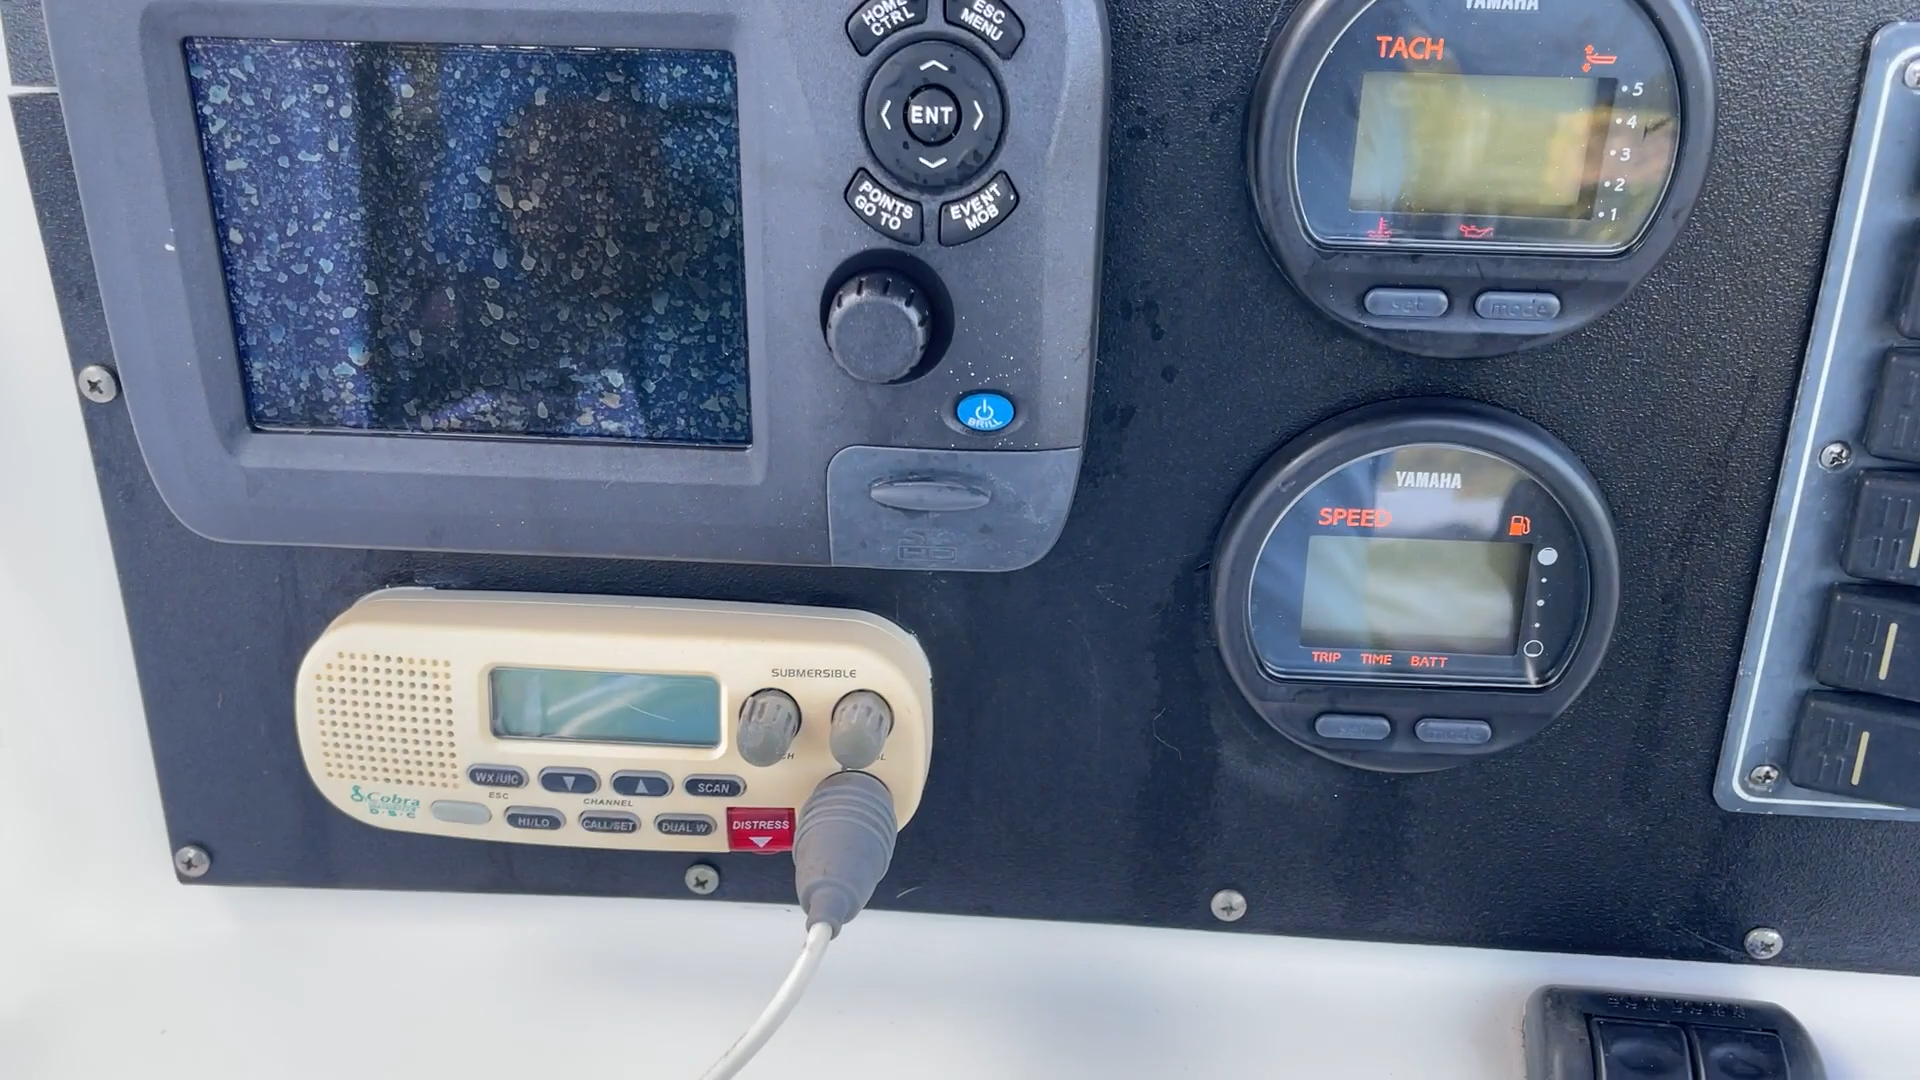 HOME
CTRL
ESC
MENU
ENT
POINTS
GO TO
EVENT
MOB
BRILL
YAMAHA
TACH
5
4
3
2
1
set
mode
YAMAHA
SPEED
TRIP TIME BATT
set
mode
SUBMERSIBLE
WX/UIC
SCAN
ESC
CHANNEL
Cobra
D·S·C
HI/LO
CALL/SET
DUAL W
DISTRESS